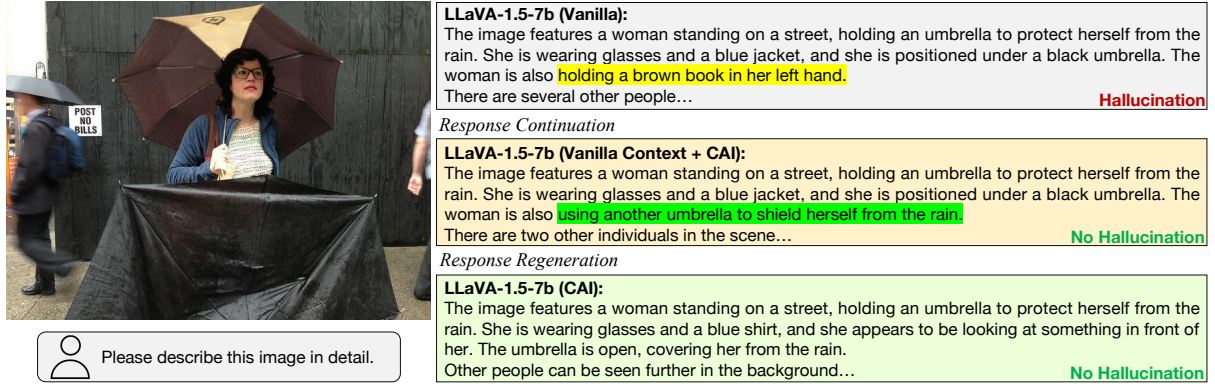 POST
NO
BILLS
Please describe this image in detail.
LLaVA-1.5-7b (Vanilla):
The image features a woman standing on a street, holding an umbrella to protect herself from the
rain. She is wearing glasses and a blue jacket, and she is positioned under a black umbrella. The
woman is also holding a brown book in her left hand.
There are several other people…
Hallucination
Response Continuation
LLaVA-1.5-7b (Vanilla Context + CAI):
The image features a woman standing on a street, holding an umbrella to protect herself from the
rain. She is wearing glasses and a blue jacket, and she is positioned under a black umbrella. The
woman is also using another umbrella to shield herself from the rain.
There are two other individuals in the scene…
No Hallucination
Response Regeneration
LLaVA-1.5-7b (CAI):
The image features a woman standing on a street, holding an umbrella to protect herself from the
rain. She is wearing glasses and a blue shirt, and she appears to be looking at something in front of
her. The umbrella is open, covering her from the rain.
Other people can be seen further in the background…
No Hallucination